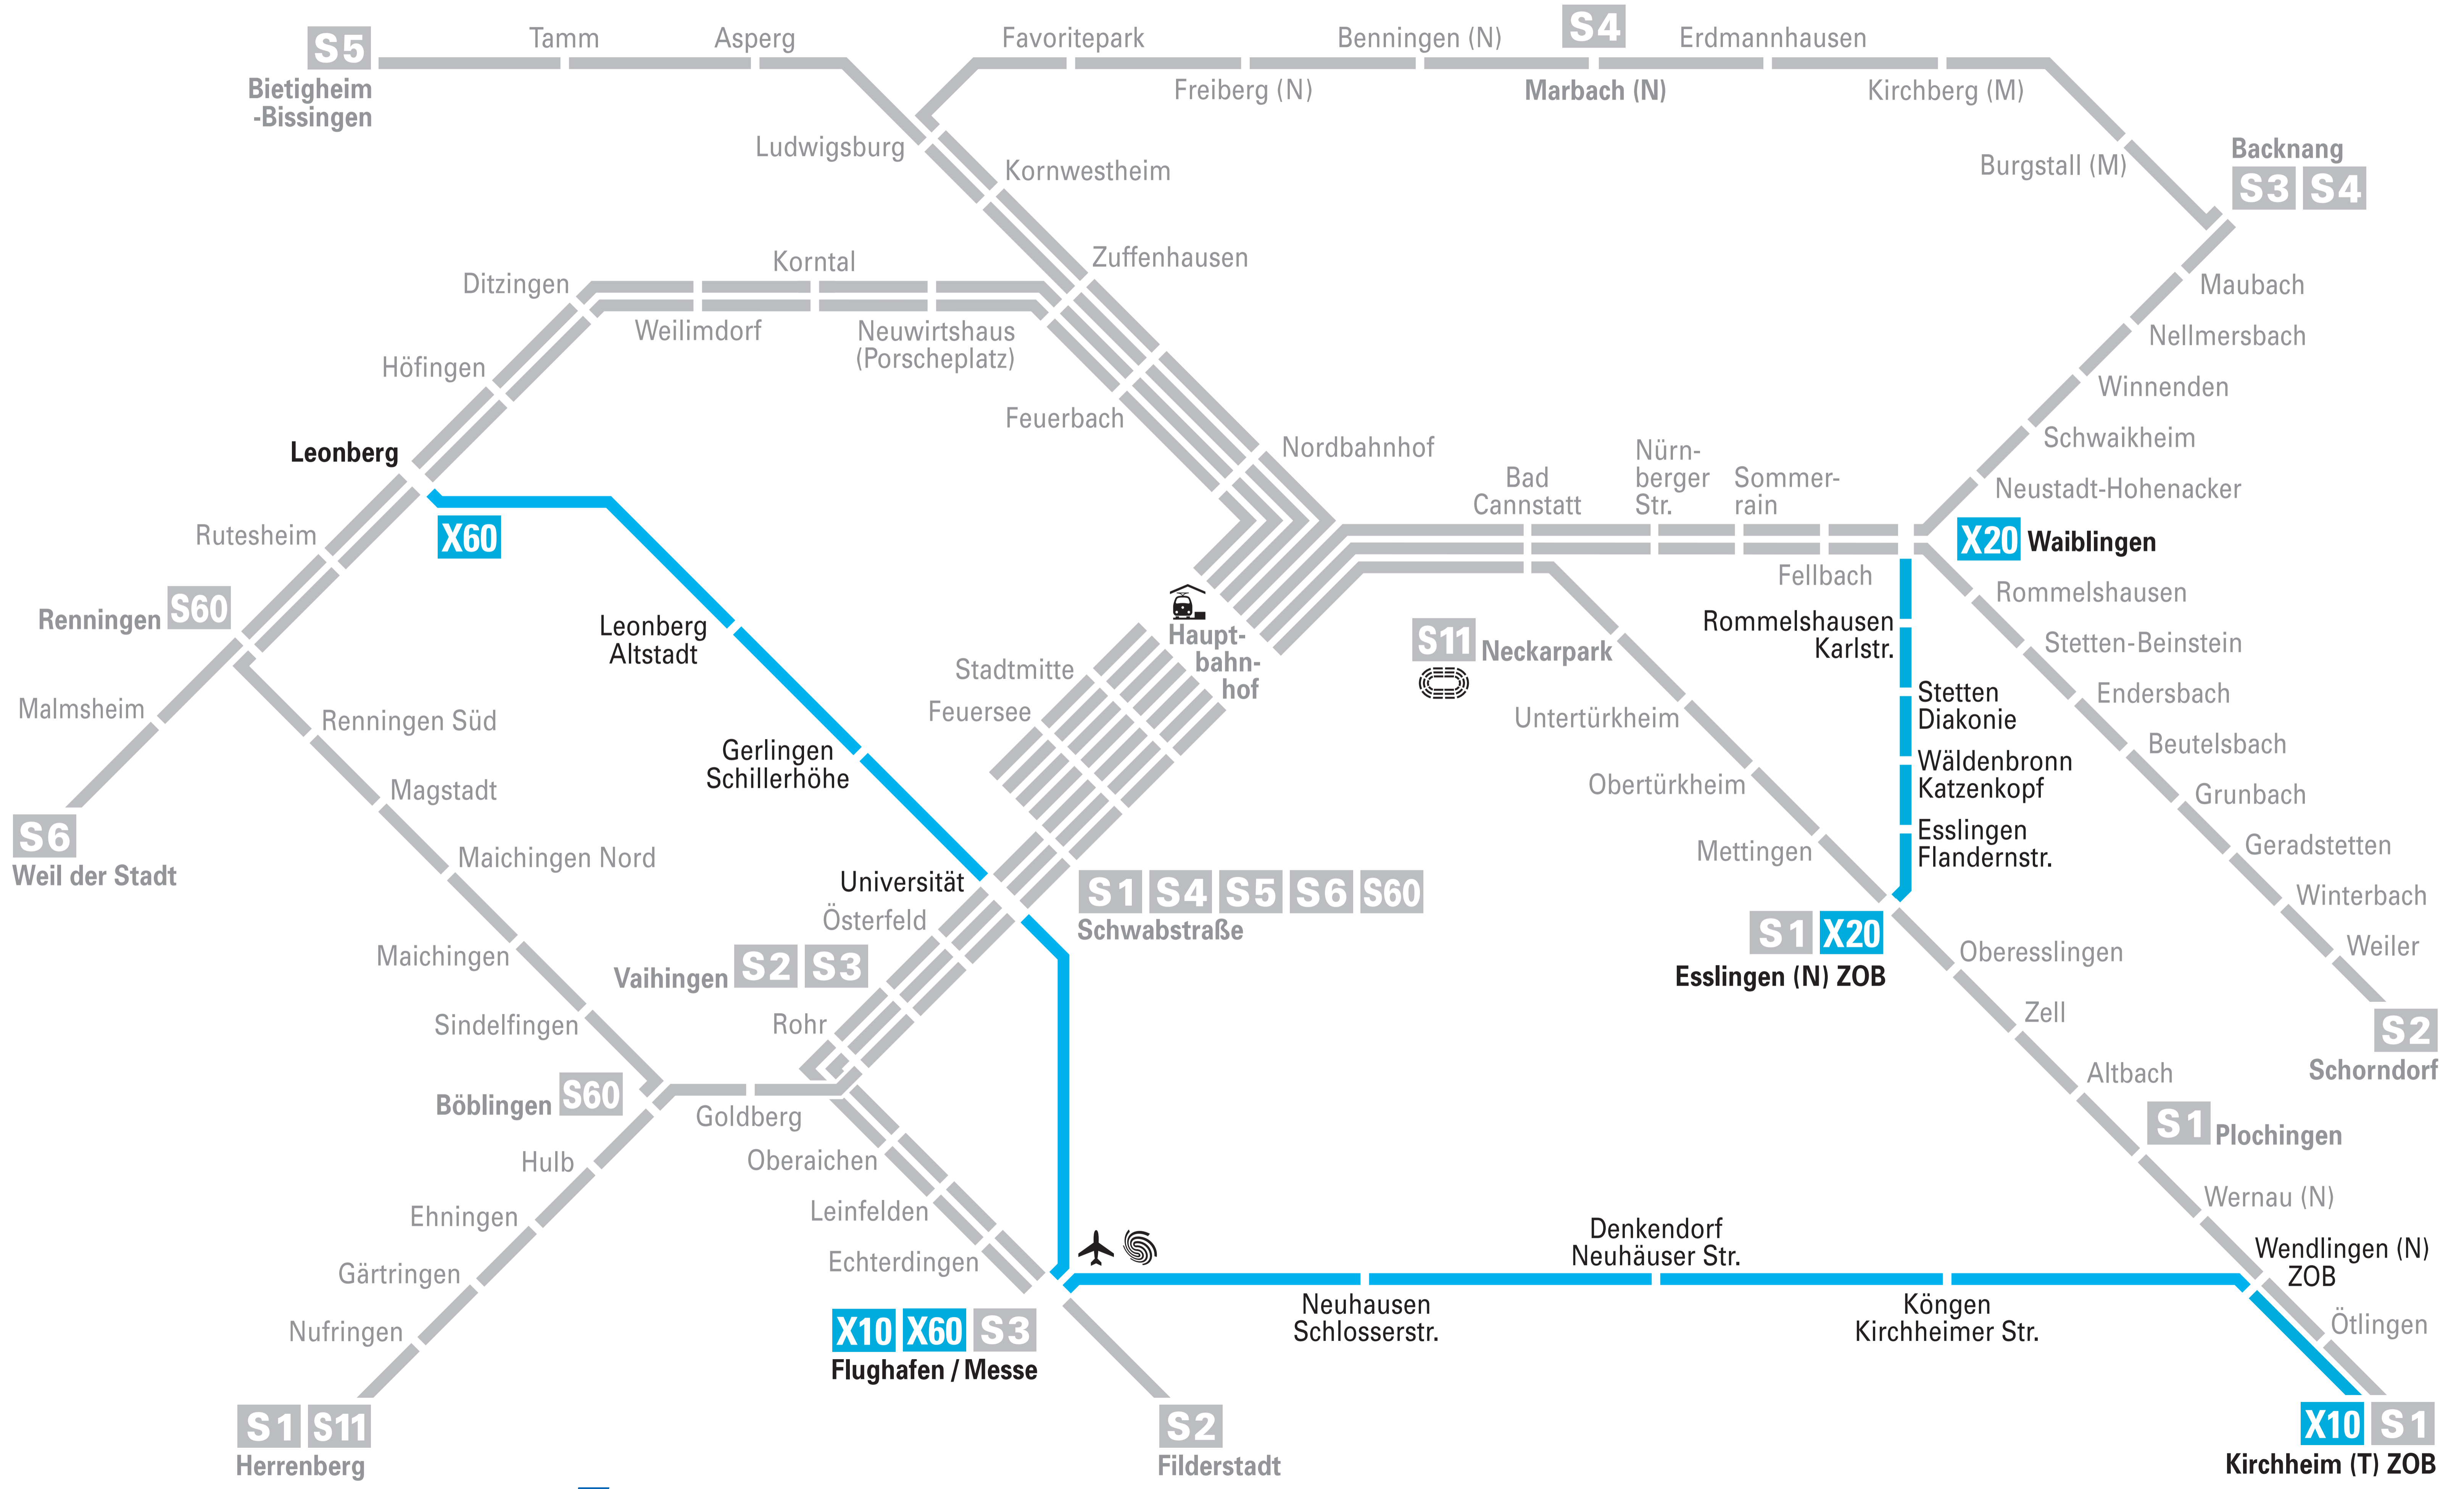 S5
Bietigheim
-Bissingen
Tamm
Asperg
Favoritepark
Freiberg (N)
Benningen (N)
S4
Marbach (N)
Erdmannhausen
Kirchberg (M)
Burgstall (M)
Backnang
S3 S4
Ludwigsburg
Kornwestheim
Zuffenhausen
Maubach
Nellmersbach
Winnenden
Schwaikheim
Neustadt-Hohenacker
Ditzingen
Korntal
Weilimdorf
Neuwirtshaus
(Porscheplatz)
Höfingen
Feuerbach
Nordbahnhof
Leonberg
X60
Bad
Cannstatt
Nürn-
berger
Str.
Sommer-
rain
Fellbach
X20 Waiblingen
Rutesheim
Renningen S60
Malmsheim
S6
Weil der Stadt
Leonberg
Altstadt
Gerlingen
Schillerhöhe
Haupt-
bahn-
hof
Stadtmitte
Feuersee
S11 Neckarpark
Untertürkheim
Obertürkheim
Mettingen
Rommelshausen
Karlstr.
Stetten
Diakonie
Wäldenbronn
Katzenkopf
Esslingen
Flandernstr.
Rommelshausen
Stetten-Beinstein
Endersbach
Beutelsbach
Grunbach
Geradstetten
Winterbach
Weiler
S2
Schorndorf
Renningen Süd
Magstadt
Maichingen Nord
Maichingen
Sindelfingen
Böblingen S60
Universität
Österfeld
Vaihingen S2 S3
Rohr
S1 S4 S5 S6 S60
Schwabstraße
S1 X20
Esslingen (N) ZOB
Oberesslingen
Zell
Altbach
S1 Plochingen
Wernau (N)
Wendlingen (N)
ZOB
Ötlingen
Goldberg
Hulb
Ehningen
Gärtringen
Nufringen
S1 S11
Herrenberg
Oberaichen
Leinfelden
Echterdingen
X10 X60 S3
Flughafen / Messe
S2
Filderstadt
Neuhausen
Schlosserstr.
Denkendorf
Neuhäuser Str.
Köngen
Kirchheimer Str.
X10 S1
Kirchheim (T) ZOB